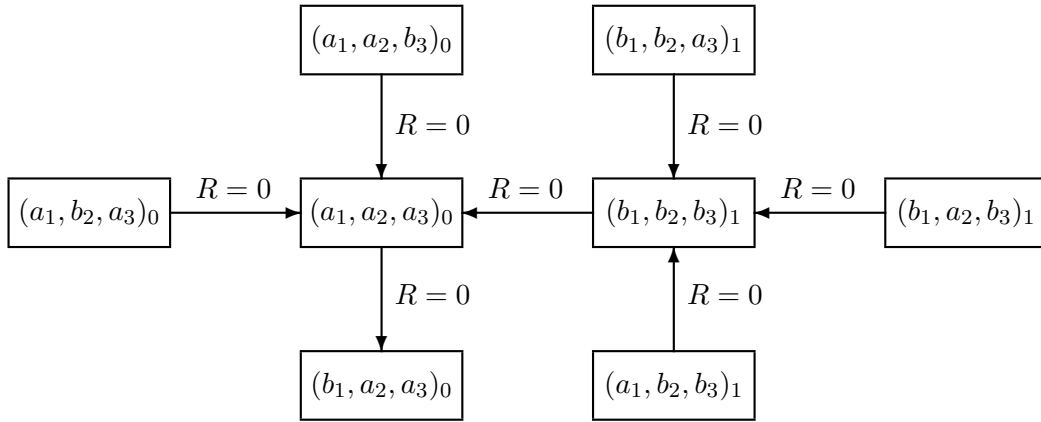 (a₁, a₂, b₃)₀ (b₁, b₂, a₃)₁
R = 0 R = 0
R = 0 R = 0 R = 0
(a₁, b₂, a₃)₀ (a₁, a₂, a₃)₀ (b₁, b₂, b₃)₁ (b₁, a₂, b₃)₁
R = 0 R = 0
(b₁, a₂, a₃)₀ (a₁, b₂, b₃)₁